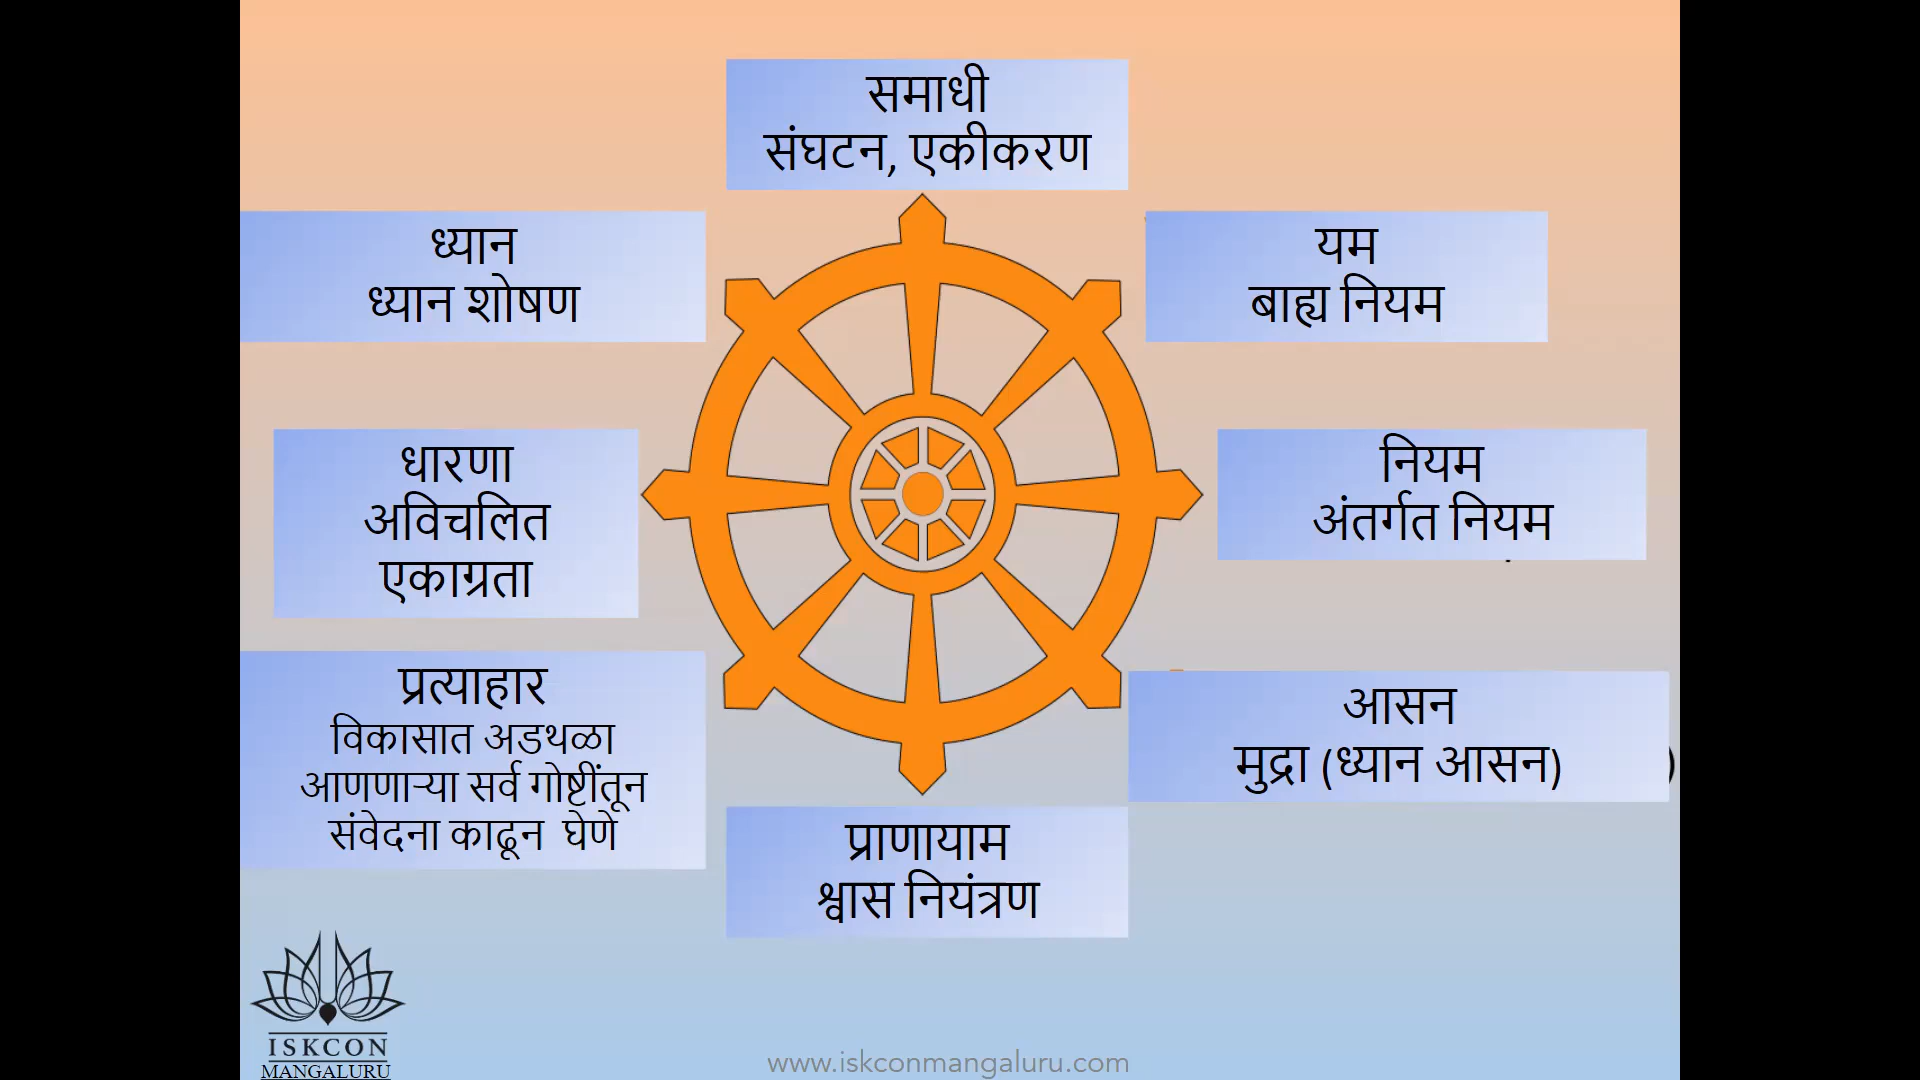 समाधी
संघटन, एकीकरण
ध्यान
ध्यान शोषण
यम
बाह्य नियम
धारणा
अविचलित
एकाग्रता
नियम
अंतर्गत नियम
प्रत्याहार
विकासात अडथळा
आणणाऱ्या सर्व गोष्टींतून
संवेदना काढून घेणे
आसन
मुद्रा (ध्यान आसन)
प्राणायाम
श्वास नियंत्रण
ISKCON
MANGALURU
www.iskconmangaluru.com